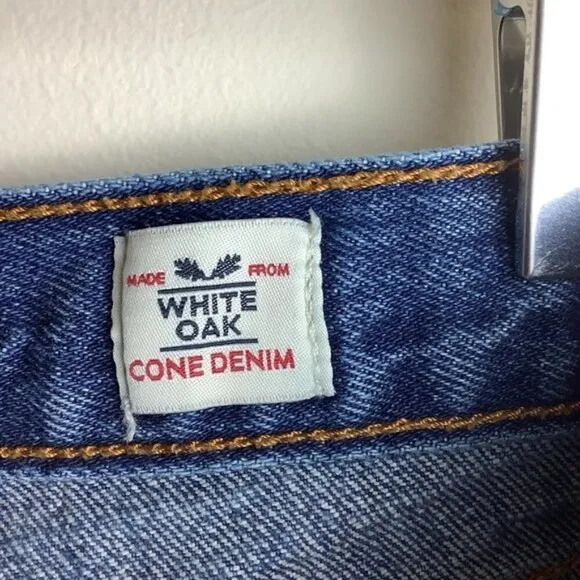 MADE FROM
WHITE
OAK
CONE DENIM